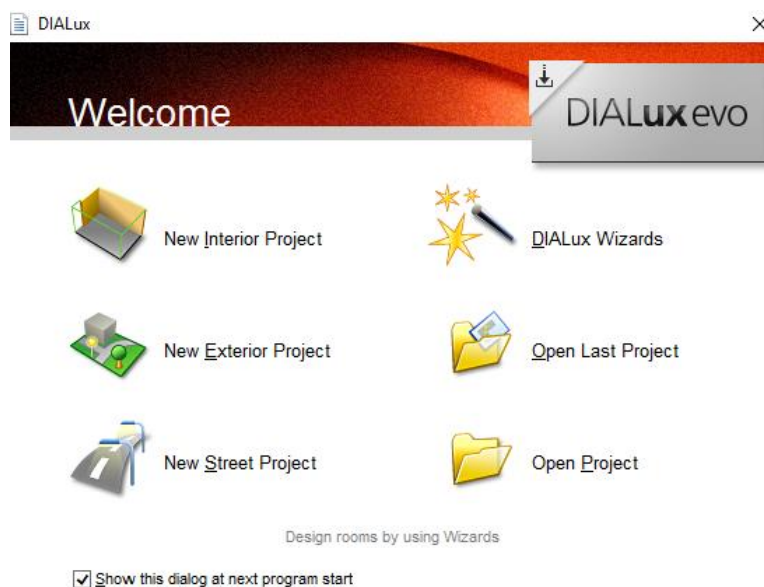 DIALux
Welcome
DIALux evo
New Interior Project
DIALux Wizards
New Exterior Project
Open Last Project
New Street Project
Open Project
Design rooms by using Wizards
Show this dialog at next program start